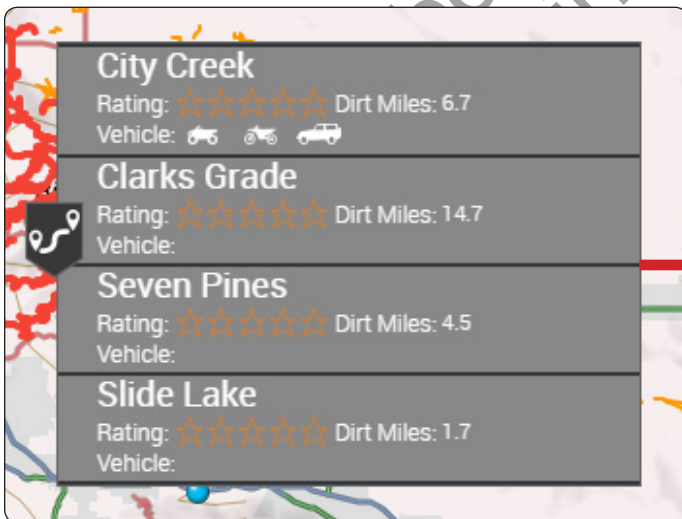 City Creek
Rating: Dirt Miles: 6.7
Vehicle:
Clarks Grade
Rating: Dirt Miles: 14.7
Vehicle:
Seven Pines
Rating: Dirt Miles: 4.5
Vehicle:
Slide Lake
Rating: Dirt Miles: 1.7
Vehicle: